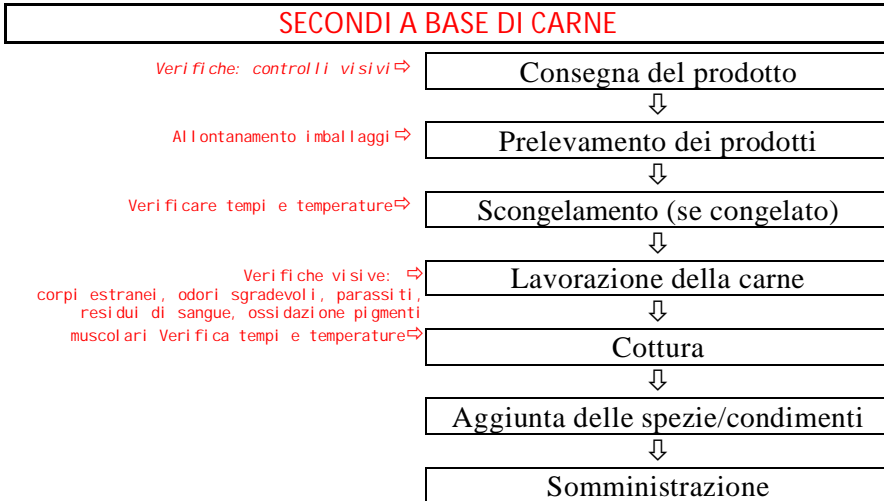 SECONDI A BASE DI CARNE
Verifiche: controlli visivi⇨
Consegna del prodotto
⇩
Allontanamento imballaggi⇨
Prelevamento dei prodotti
⇩
Verificare tempi e temperature⇨
Scongelamento (se congelato)
⇩
Verifiche visive: ⇨
corpi estranei, odori sgradevoli, parassiti,
residui di sangue, ossidazione pigmenti
Lavorazione della carne
⇩
muscolari Verifica tempi e temperature⇨
Cottura
⇩
Aggiunta delle spezie/condimenti
⇩
Somministrazione